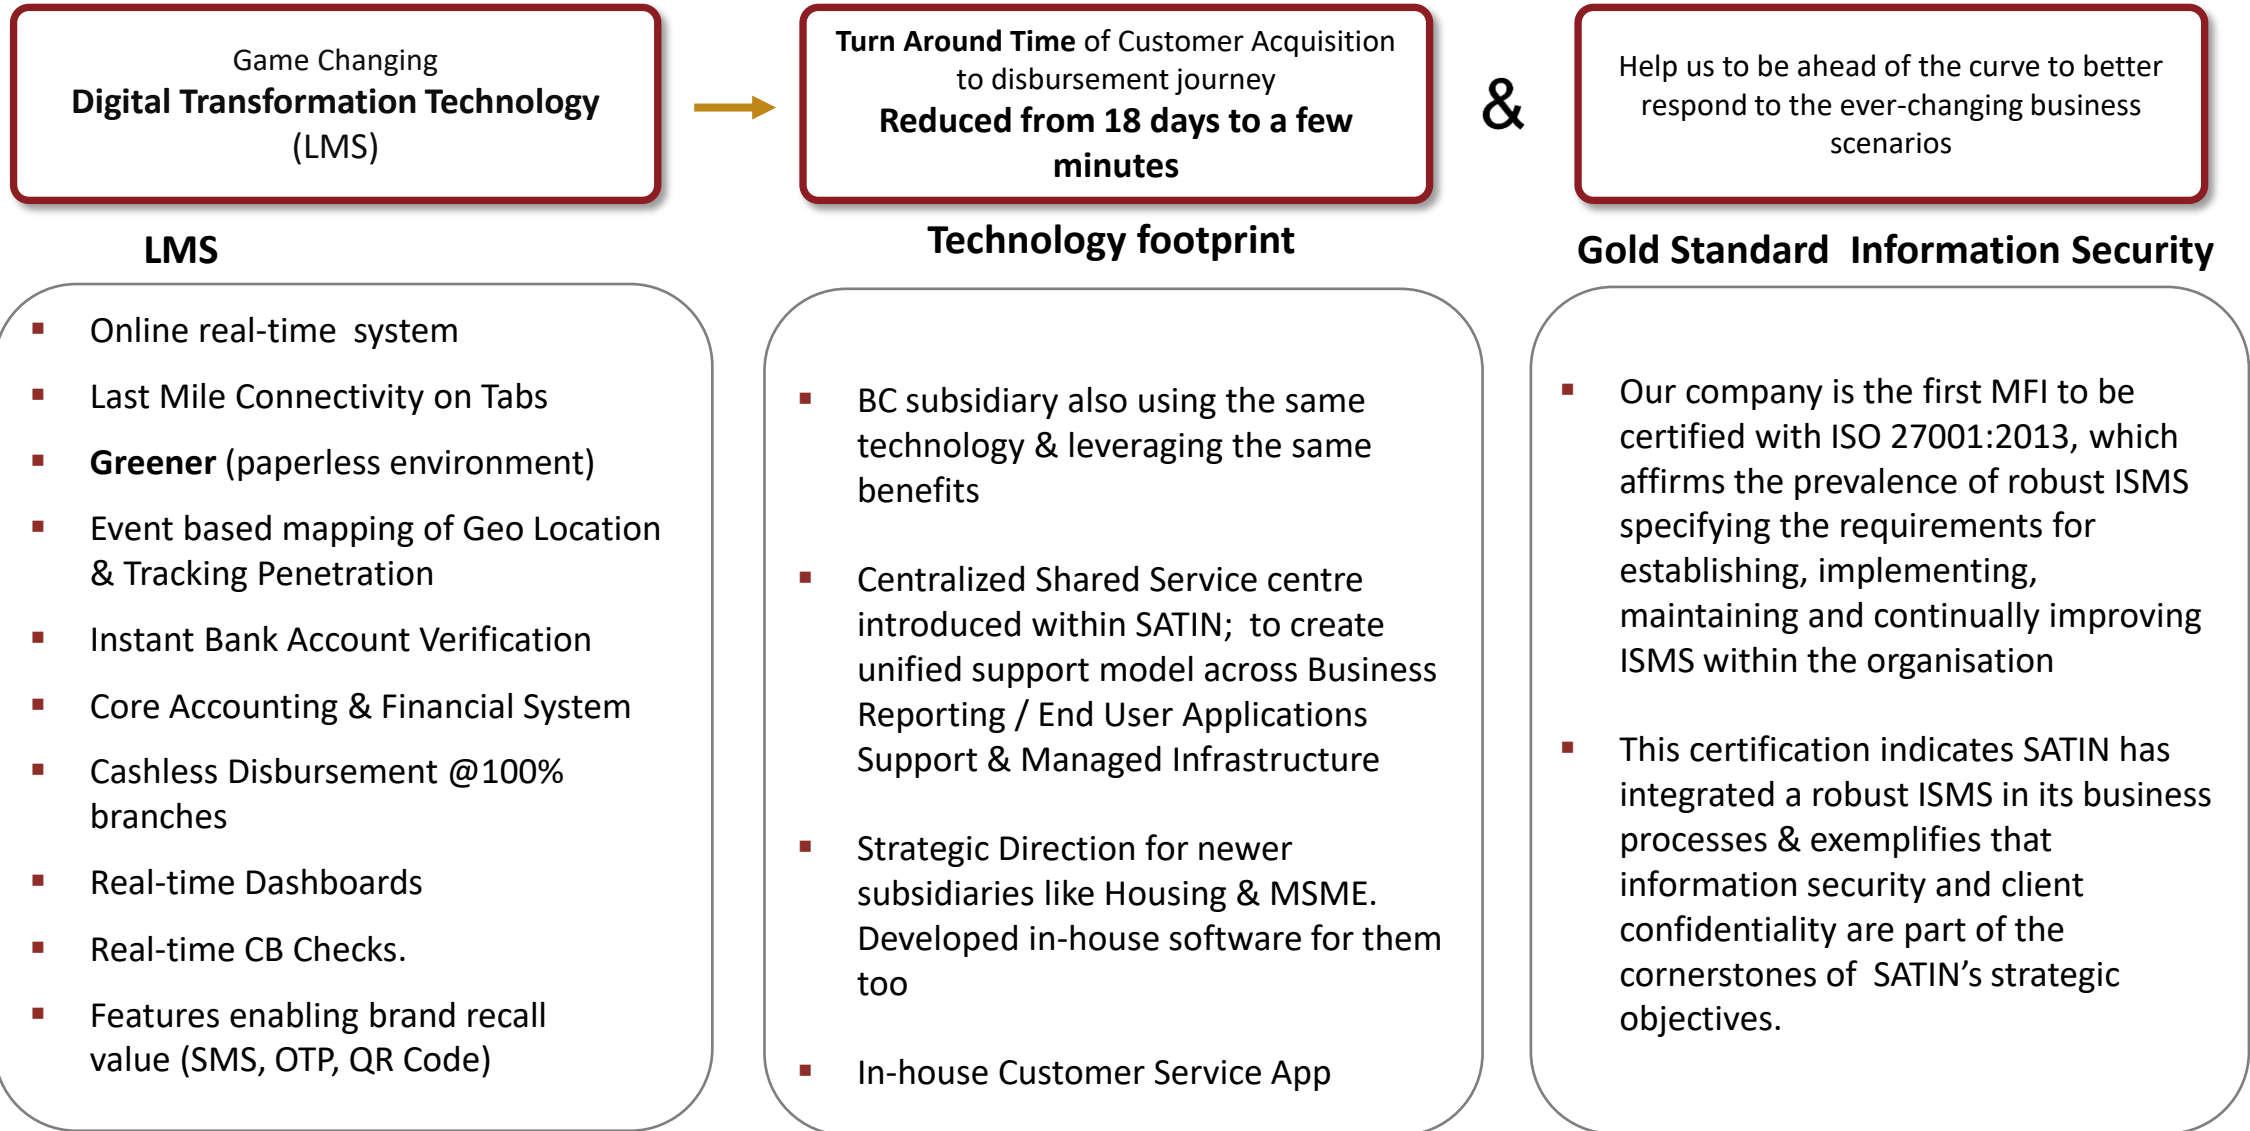 Game Changing
Digital Transformation Technology
(LMS)
Turn Around Time of Customer Acquisition
to disbursement journey
Reduced from 18 days to a few
minutes
&
Help us to be ahead of the curve to better
respond to the ever-changing business
scenarios
LMS
▪ Online real-time system
▪ Last Mile Connectivity on Tabs
▪ Greener (paperless environment)
▪ Event based mapping of Geo Location
& Tracking Penetration
▪ Instant Bank Account Verification
▪ Core Accounting & Financial System
▪ Cashless Disbursement @100%
branches
▪ Real-time Dashboards
▪ Real-time CB Checks.
▪ Features enabling brand recall
value (SMS, OTP, QR Code)
Technology footprint
▪ BC subsidiary also using the same
technology & leveraging the same
benefits
▪ Centralized Shared Service centre
introduced within SATIN; to create
unified support model across Business
Reporting / End User Applications
Support & Managed Infrastructure
▪ Strategic Direction for newer
subsidiaries like Housing & MSME.
Developed in-house software for them
too
▪ In-house Customer Service App
Gold Standard Information Security
▪ Our company is the first MFI to be
certified with ISO 27001:2013, which
affirms the prevalence of robust ISMS
specifying the requirements for
establishing, implementing,
maintaining and continually improving
ISMS within the organisation
▪ This certification indicates SATIN has
integrated a robust ISMS in its business
processes & exemplifies that
information security and client
confidentiality are part of the
cornerstones of SATIN’s strategic
objectives.